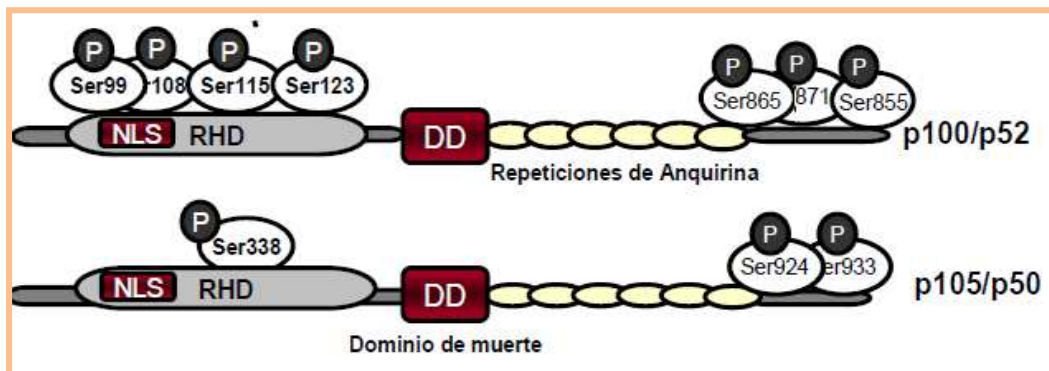 P P P P P P P
Ser99 r108 Ser115 Ser123 Ser865 871 Ser855
NLS RHD DD p100/p52
Repeticiones de Anquirina
P P P
Ser338 Ser924 er933
NLS RHD DD p105/p50
Dominio de muerte